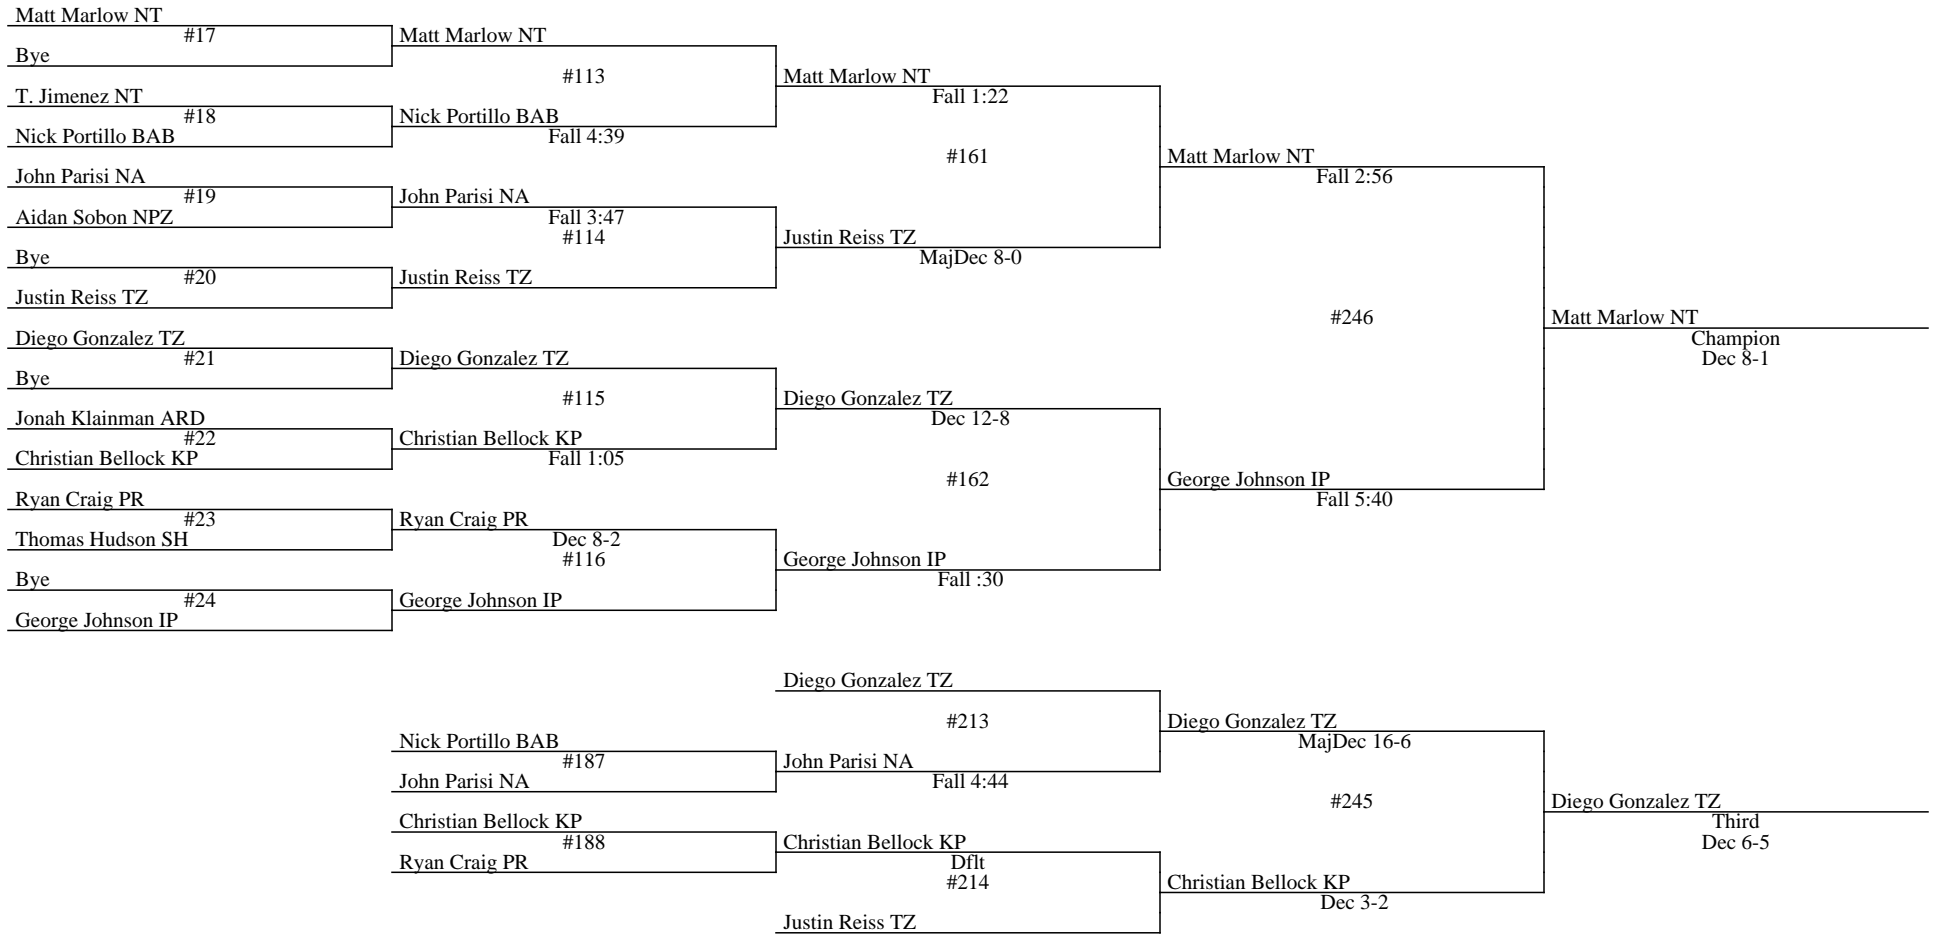 Matt Marlow NT
#17
Bye
Matt Marlow NT
#113
T. Jimenez NT
#18
Nick Portillo BAB
Nick Portillo BAB
Fall 4:39
Matt Marlow NT
Fall 1:22
#161
John Parisi NA
#19
Aidan Sobon NPZ
John Parisi NA
Fall 3:47
#114
Bye
#20
Justin Reiss TZ
Justin Reiss TZ
Justin Reiss TZ
MajDec 8-0
Matt Marlow NT
Fall 2:56
#246
Diego Gonzalez TZ
#21
Bye
Diego Gonzalez TZ
#115
Jonah Klainman ARD
#22
Christian Bellock KP
Christian Bellock KP
Fall 1:05
Diego Gonzalez TZ
Dec 12-8
#162
Ryan Craig PR
#23
Thomas Hudson SH
Ryan Craig PR
Dec 8-2
#116
Bye
#24
George Johnson IP
George Johnson IP
George Johnson IP
Fall :30
George Johnson IP
Fall 5:40
Matt Marlow NT
Champion
Dec 8-1
Diego Gonzalez TZ
#213
Nick Portillo BAB
#187
John Parisi NA
John Parisi NA
Fall 4:44
Diego Gonzalez TZ
MajDec 16-6
#245
Christian Bellock KP
#188
Ryan Craig PR
Christian Bellock KP
Dflt
#214
Justin Reiss TZ
Christian Bellock KP
Dec 3-2
Diego Gonzalez TZ
Third
Dec 6-5